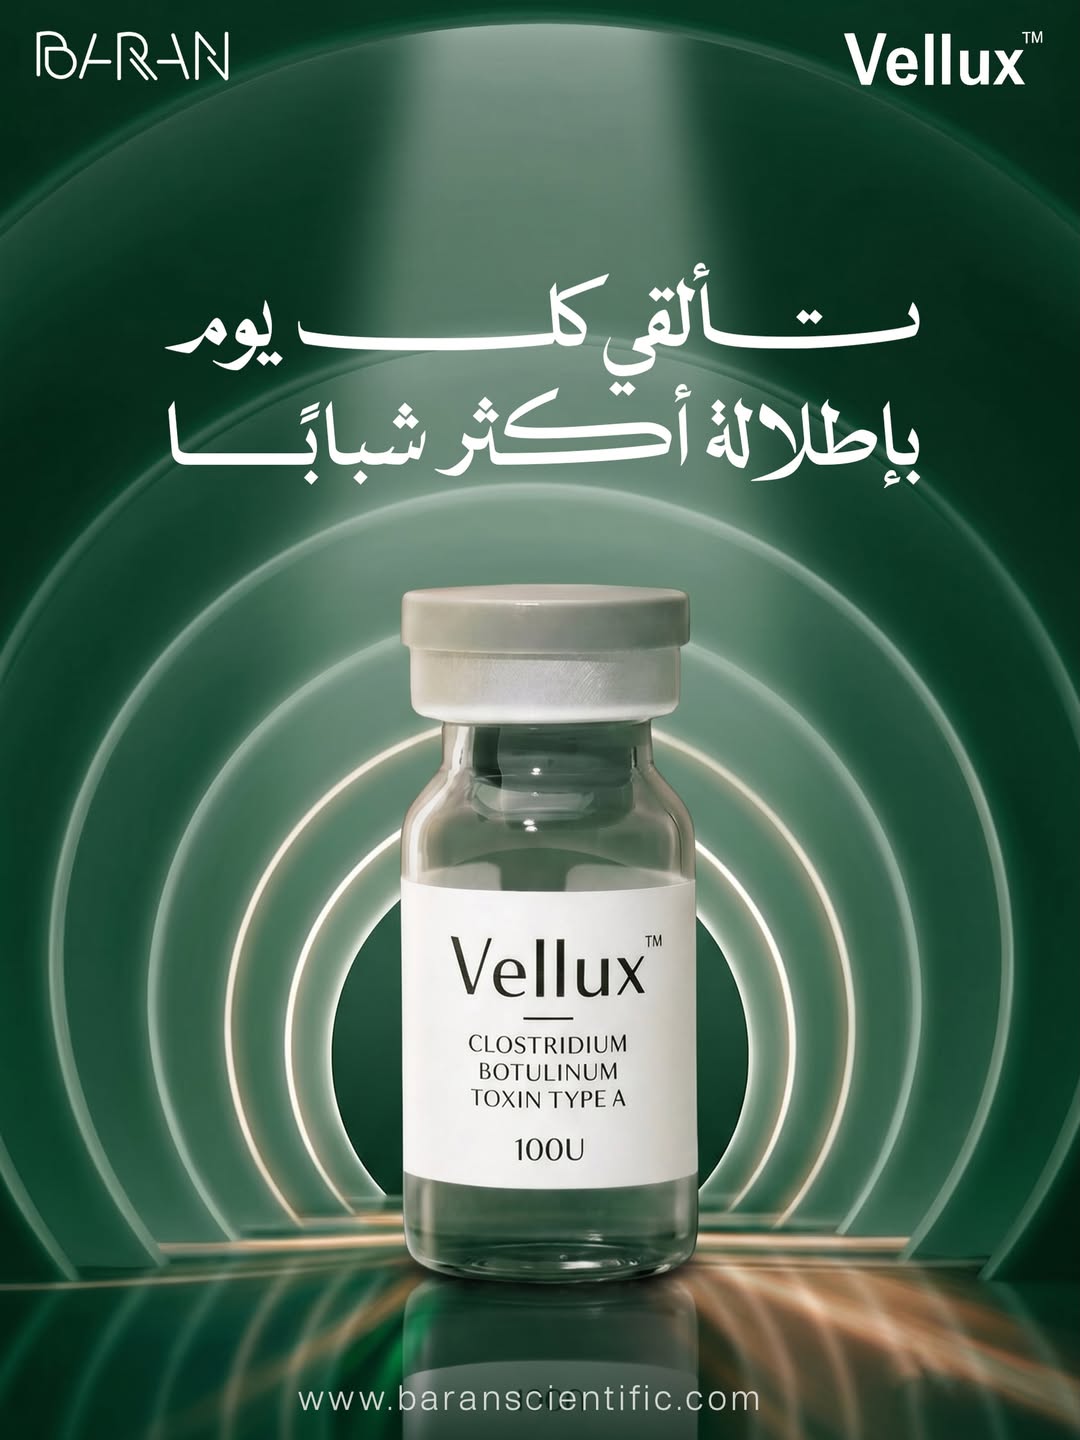 BARAN
Vellux™
تألقي كل يوم
بإطلالة أكثر شبابًا
Vellux™
CLOSTRIDIUM
BOTULINUM
TOXIN TYPE A
100U
www.baranscientific.com